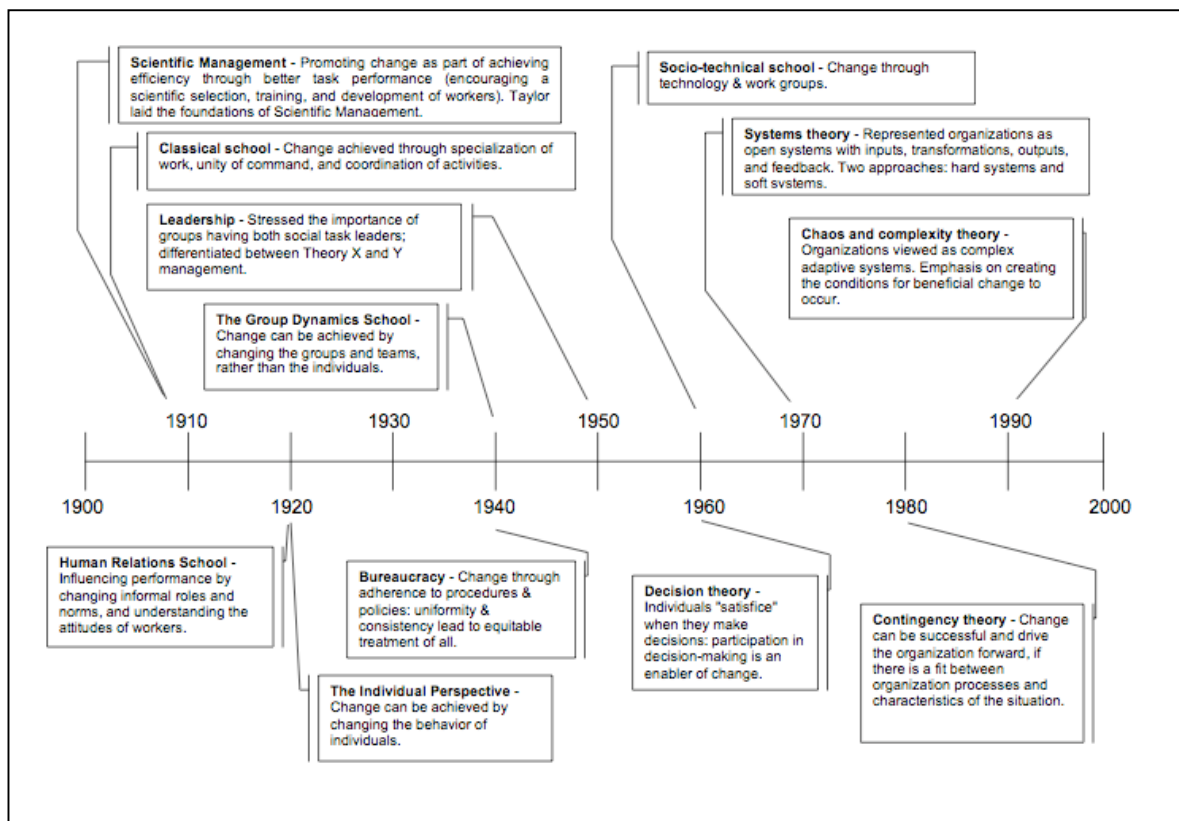 Scientific Management - Promoting change as part of achieving
efficiency through better task performance (encouraging a
scientific selection, training, and development of workers). Taylor
laid the foundations of Scientific Management.
Classical school - Change achieved through specialization of
work, unity of command, and coordination of activities.
Leadership - Stressed the importance of
groups having both social task leaders;
differentiated between Theory X and Y
management.
The Group Dynamics School -
Change can be achieved by
changing the groups and teams,
rather than the individuals.
Socio-technical school - Change through
technology & work groups.
Systems theory - Represented organizations as
open systems with inputs, transformations, outputs,
and feedback. Two approaches: hard systems and
soft systems.
Chaos and complexity theory -
Organizations viewed as complex
adaptive systems. Emphasis on creating
the conditions for beneficial change to
occur.
1910 1930 1950 1970 1990
1900 1920 1940 1960 1980 2000
Human Relations School -
Influencing performance by
changing informal roles and
norms, and understanding the
attitudes of workers.
Bureaucracy - Change through
adherence to procedures &
policies: uniformity &
consistency lead to equitable
treatment of all.
The Individual Perspective -
Change can be achieved by
changing the behavior of
individuals.
Decision theory -
Individuals "satisfice"
when they make
decisions: participation in
decision-making is an
enabler of change.
Contingency theory - Change
can be successful and drive
the organization forward, if
there is a fit between
organization processes and
characteristics of the situation.